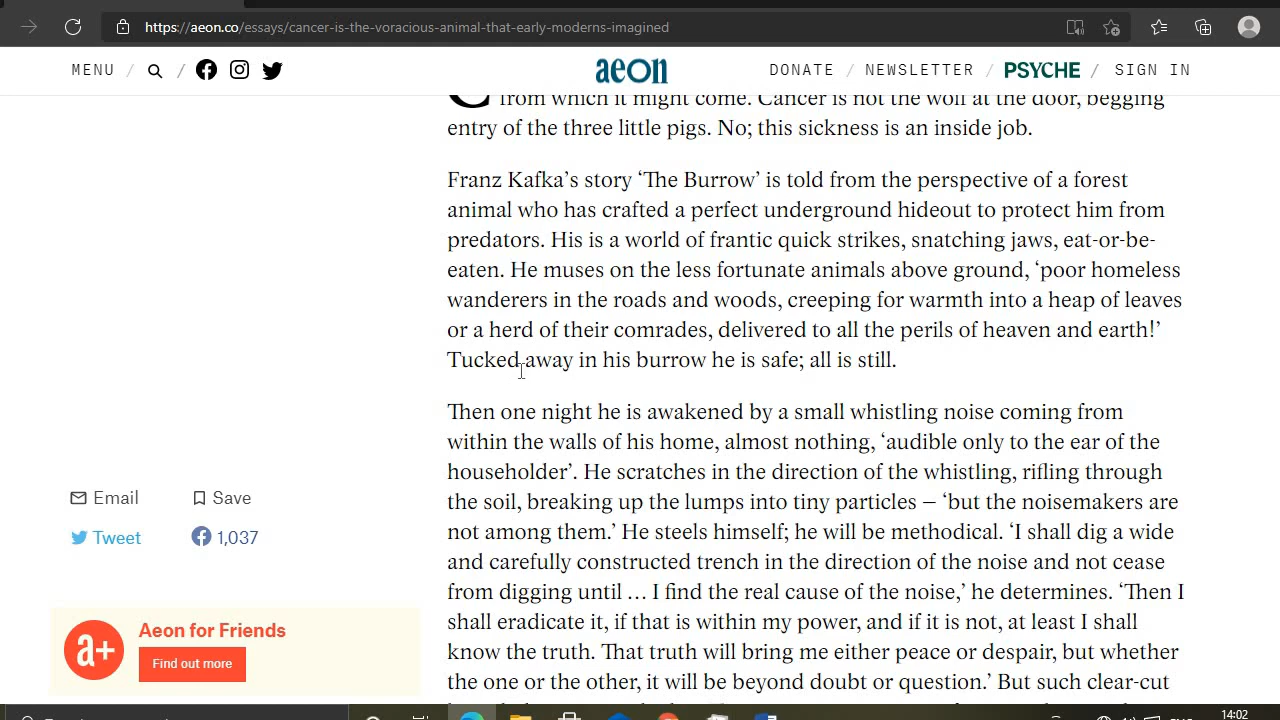 https://aeon.co/essays/cancer-is-the-voracious-animal-that-early-moderns-imagined
MENU / / aeon DONATE / NEWSLETTER / PSYCHE / SIGN IN
from which it might come. Cancer is not the wolf at the door, begging
entry of the three little pigs. No; this sickness is an inside job.
Franz Kafka’s story ‘The Burrow’ is told from the perspective of a forest
animal who has crafted a perfect underground hideout to protect him from
predators. His is a world of frantic quick strikes, snatching jaws, eat-or-be-
eaten. He muses on the less fortunate animals above ground, ‘poor homeless
wanderers in the roads and woods, creeping for warmth into a heap of leaves
or a herd of their comrades, delivered to all the perils of heaven and earth!’
Tucked away in his burrow he is safe; all is still.
Then one night he is awakened by a small whistling noise coming from
within the walls of his home, almost nothing, ‘audible only to the ear of the
householder’. He scratches in the direction of the whistling, rifling through
the soil, breaking up the lumps into tiny particles – ‘but the noisemakers are
not among them.’ He steels himself; he will be methodical. ‘I shall dig a wide
and carefully constructed trench in the direction of the noise and not cease
from digging until … I find the real cause of the noise,’ he determines. ‘Then I
shall eradicate it, if that is within my power, and if it is not, at least I shall
know the truth. That truth will bring me either peace or despair, but whether
the one or the other, it will be beyond doubt or question.’ But such clear-cut
Email Save
Tweet 1,037
a+
Aeon for Friends
Find out more
14:02